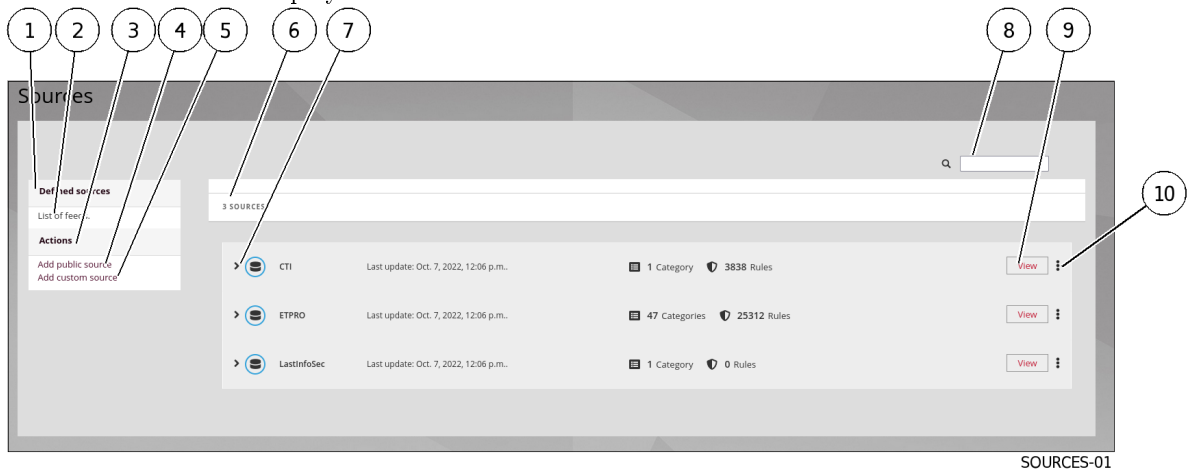 1 2 3 4 5 6 7 8 9
Sources
Defined sources
List of feed...
3 SOURCES
10
Actions
Add public source
Add custom source
CTI Last update: Oct. 7, 2022, 12:06 p.m.. 1 Category 3838 Rules View
ETPRO Last update: Oct. 7, 2022, 12:06 p.m.. 47 Categories 25312 Rules View
LastInfoSec Last update: Oct. 7, 2022, 12:06 p.m.. 1 Category 0 Rules View
SOURCES-01